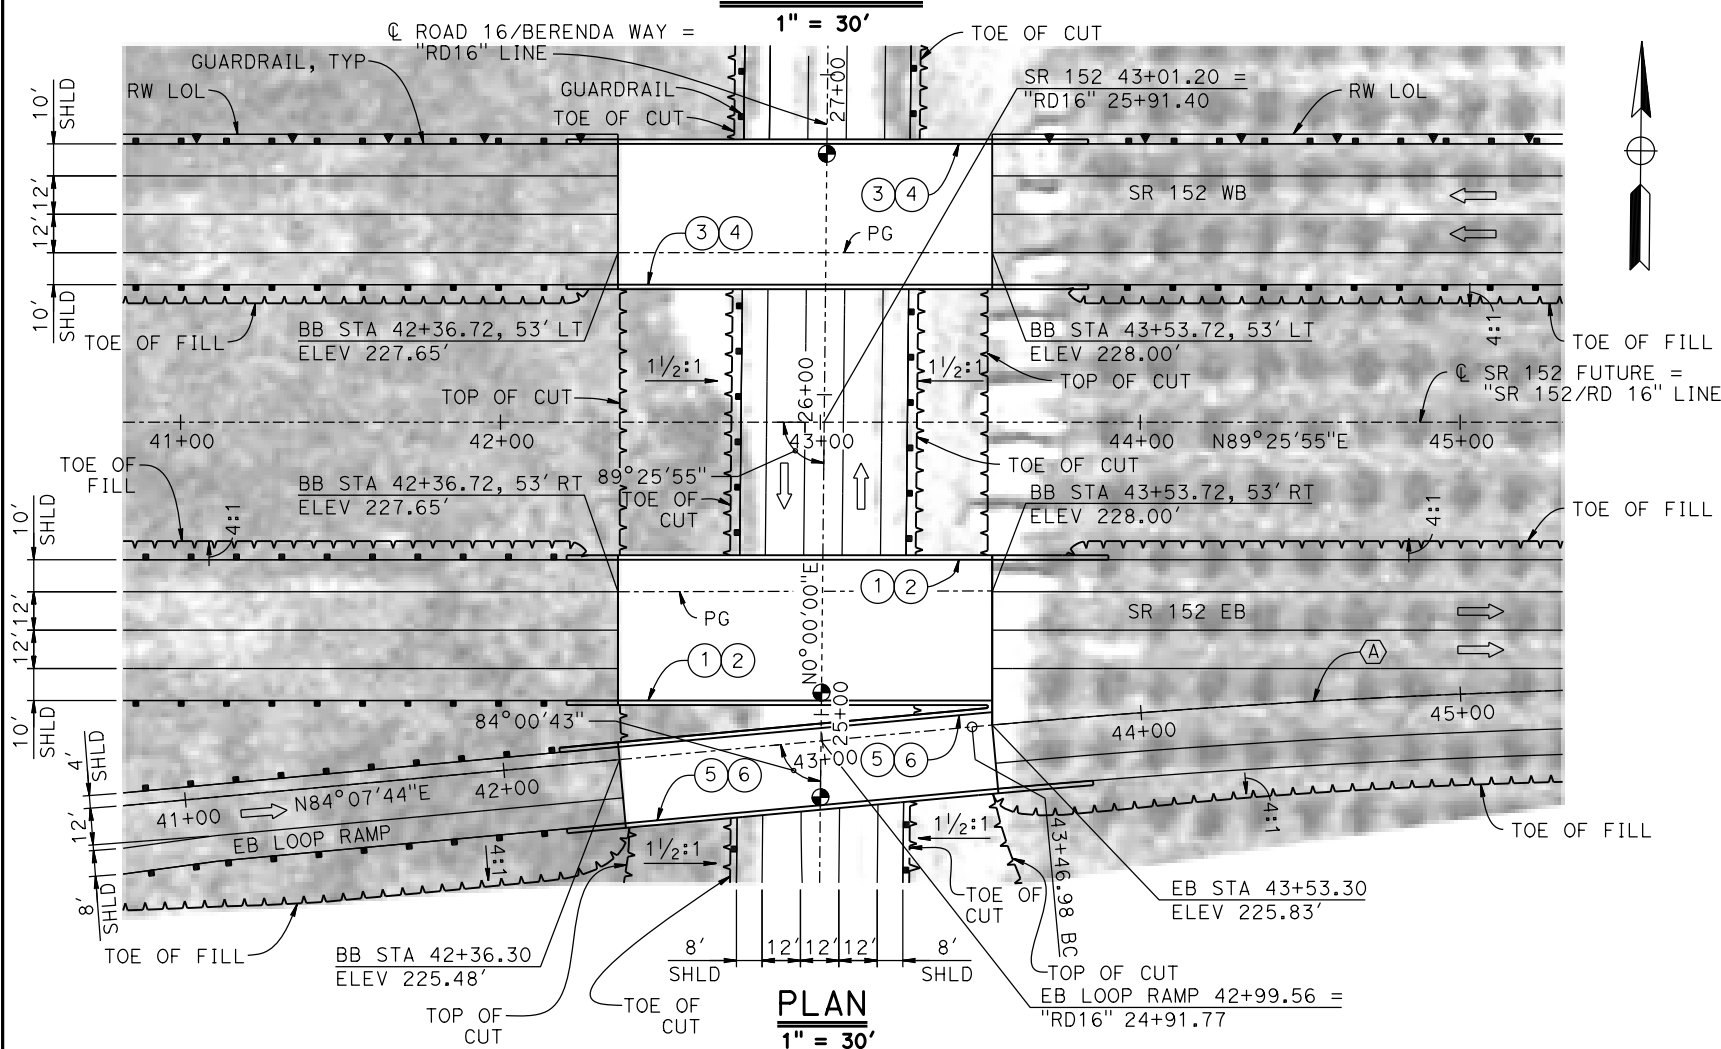 1" = 30'
℄ ROAD 16/BERENDA WAY =
"RD16" LINE
TOE OF CUT
GUARDRAIL, TYP
27+00
SR 152 43+01.20 =
"RD16" 25+91.40
RW LOL
GUARDRAIL
RW LOL
TOE OF CUT
10'
SHLD
12'
12'
10'
SHLD
3 4
SR 152 WB
3 4
PG
BB STA 42+36.72, 53' LT
ELEV 227.65'
BB STA 43+53.72, 53' LT
ELEV 228.00'
4:1
TOE OF FILL
TOE OF FILL
1½:1
1½:1
26+00
TOP OF CUT
TOP OF CUT
℄ SR 152 FUTURE =
"SR 152/RD 16" LINE
41+00
42+00
43+00
44+00
N89°25'55"E
45+00
TOE OF
FILL
89°25'55"
TOE OF CUT
BB STA 42+36.72, 53' RT
ELEV 227.65'
TOE OF
CUT
BB STA 43+53.72, 53' RT
ELEV 228.00'
4:1
4:1
TOE OF FILL
10'
SHLD
12'
12'
10'
SHLD
N0°00'00"E
1 2
PG
SR 152 EB
1 2
A
84°00'43"
25+00
44+00
45+00
4'
SHLD
12'
8'
SHLD
41+00
N84°07'44"E
42+00
5 6
43+00
5 6
EB LOOP RAMP
4:1
1½:1
1½:1
4:1
TOE OF FILL
43+46.98 BC
TOE OF
CUT
EB STA 43+53.30
ELEV 225.83'
TOE OF FILL
BB STA 42+36.30
ELEV 225.48'
8'
SHLD
12'
12'
12'
8'
SHLD
TOP OF CUT
TOP OF
CUT
TOE OF
CUT
EB LOOP RAMP 42+99.56 =
"RD16" 24+91.77
PLAN
1" = 30'